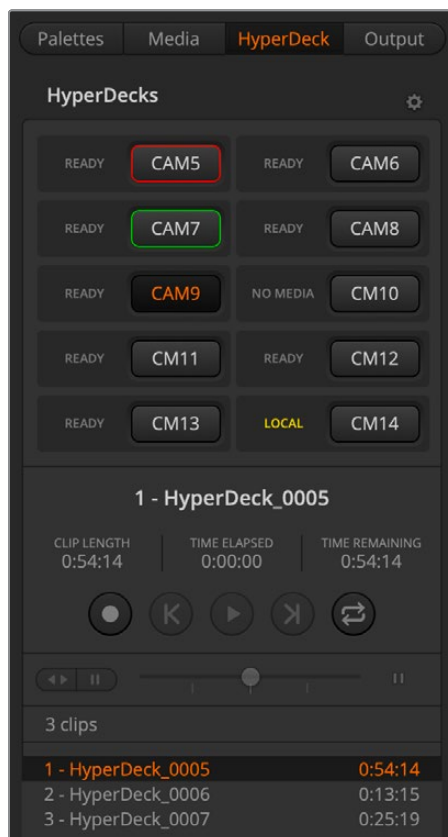 Palettes Media HyperDeck Output
HyperDecks
READY CAM5 READY CAM6
READY CAM7 READY CAM8
READY CAM9 NO MEDIA CM10
READY CM11 READY CM12
READY CM13 LOCAL CM14
1 - HyperDeck_0005
CLIP LENGTH TIME ELAPSED TIME REMAINING
0:54:14 0:00:00 0:54:14
3 clips
1 - HyperDeck_0005 0:54:14
2 - HyperDeck_0006 0:13:15
3 - HyperDeck_0007 0:25:19